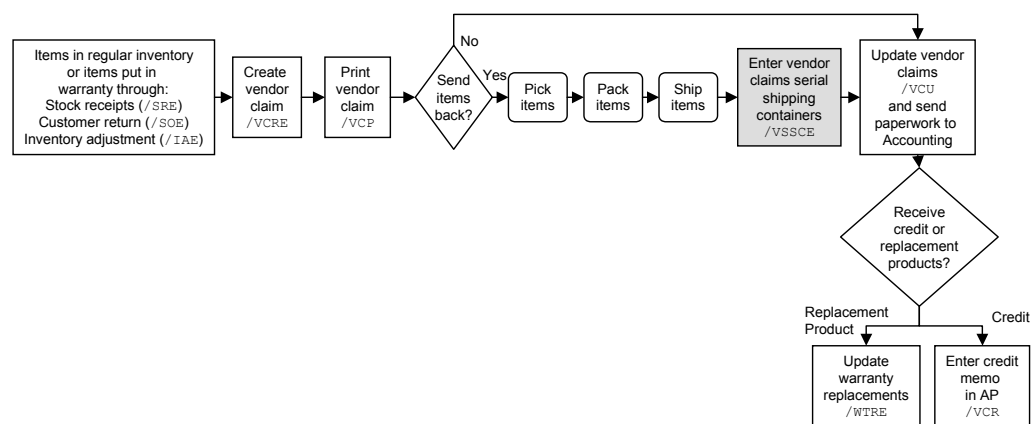 Items in regular inventory
or items put in
warranty through:
Stock receipts (/SRE)
Customer return (/SOE)
Inventory adjustment (/IAE)
Create
vendor
claim
/VCRE
Print
vendor
claim
/VCP
Send
items
back?
No
Yes
Pick
items
Pack
items
Ship
items
Enter vendor
claims serial
shipping
containers
/VSSCE
Update vendor
claims
/VCU
and send
paperwork to
Accounting
Receive
credit or
replacement
products?
Replacement
Product
Credit
Update
warranty
replacements
/WTRE
Enter credit
memo
in AP
/VCR